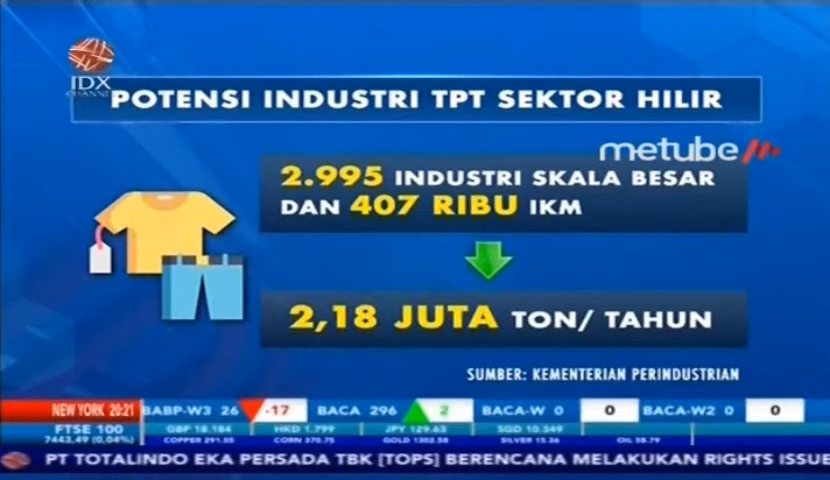 IDX
CHANNEL
POTENSI INDUSTRI TPT SEKTOR HILIR
metube
2.995 INDUSTRI SKALA BESAR
DAN 407 RIBU IKM
2,18 JUTA TON/ TAHUN
SUMBER: KEMENTERIAN PERINDUSTRIAN
NEW YORK 20:21 BABP-W3 26 -17 BACA 296 2 BACA-W 0 0 BACA-W2 0 0
FTSE 100 GBP 18.184 HKD 1.799 JPY 129.63 SGD 10.349
7443,49 (0,04%) COPPER 291.55 CORN 370.75 GOLD 1302.58 SILVER 15.36 OIL 58.79
PT TOTALINDO EKA PERSADA TBK [TOPS] BERENCANA MELAKUKAN RIGHTS ISSUE